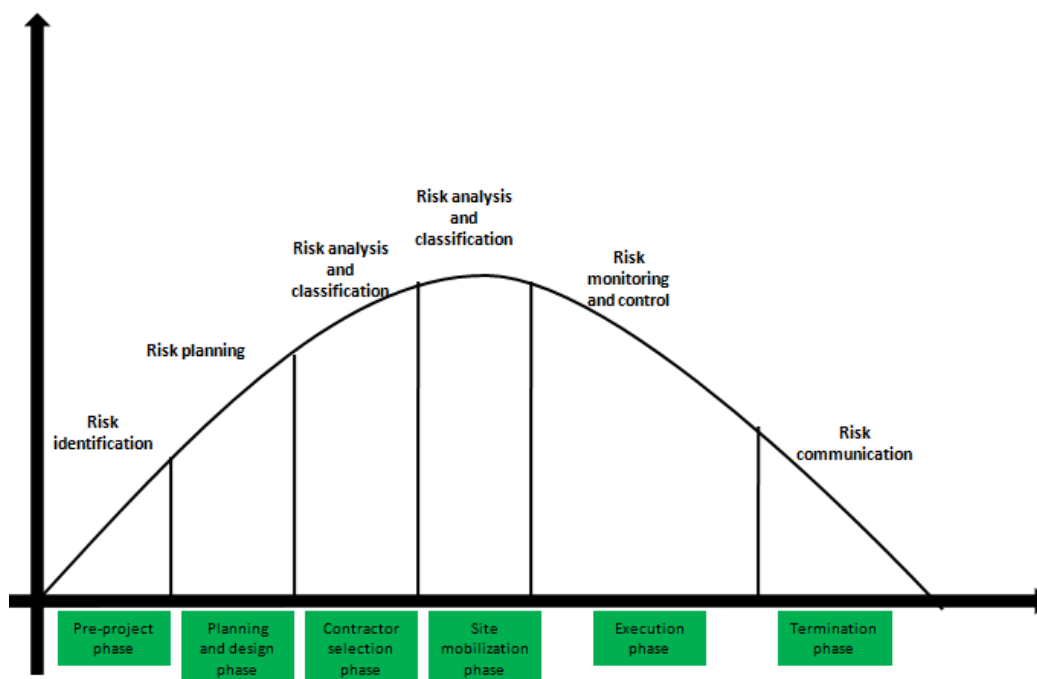 Risk analysis
and
classification
Risk analysis
and
classification
Risk
monitoring
and control
Risk planning
Risk
identification
Risk
communication
Pre-project
phase
Planning
and design
phase
Contractor
selection
phase
Site
mobilization
phase
Execution
phase
Termination
phase